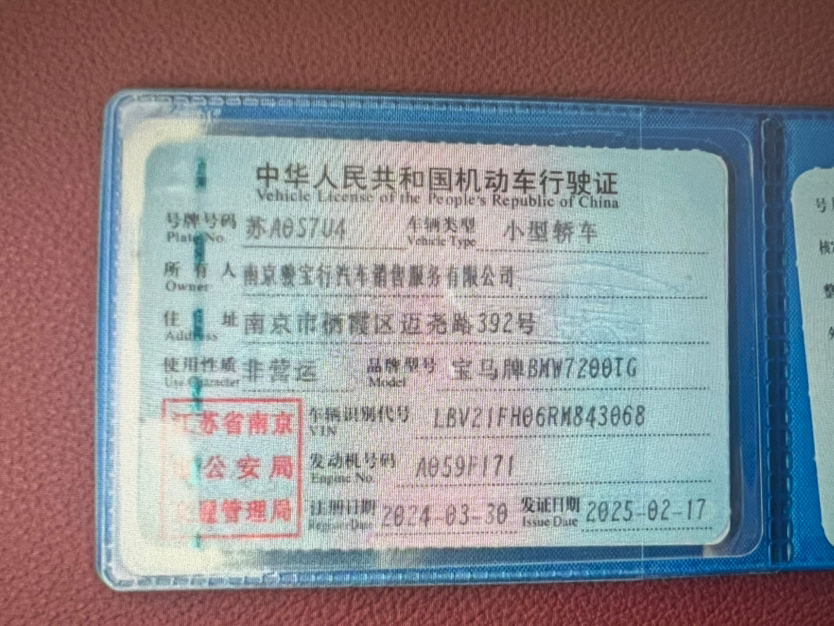 中华人民共和国机动车行驶证
Vehicle License of the People's Republic of China
号牌号码 苏A0S7U4 车辆类型 小型轿车
Plate No. Vehicle Type
所有人 南京骏宝行汽车销售服务有限公司
Owner
住址 南京市栖霞区迈尧路392号
Address
使用性质 非营运 品牌型号 宝马牌BMW7200TG
Use Character Model
江苏省南京 车辆识别代号 LBV21FH06RM843068
VIN
公安局 发动机号码 A059F171
Engine No.
管理局 注册日期 2024-03-30 发证日期 2025-02-17
Register Date Issue Date
号